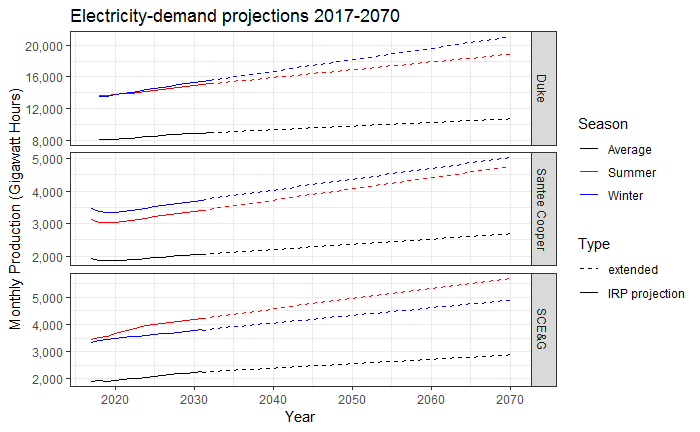 Electricity-demand projections 2017-2070
Monthly Production (Gigawatt Hours)
20,000
16,000
12,000
8,000
Duke
5,000
4,000
3,000
2,000
Santee Cooper
5,000
4,000
3,000
2,000
SCE&G
2020 2030 2040 2050 2060 2070
Year
Season
Average
Summer
Winter
Type
extended
IRP projection